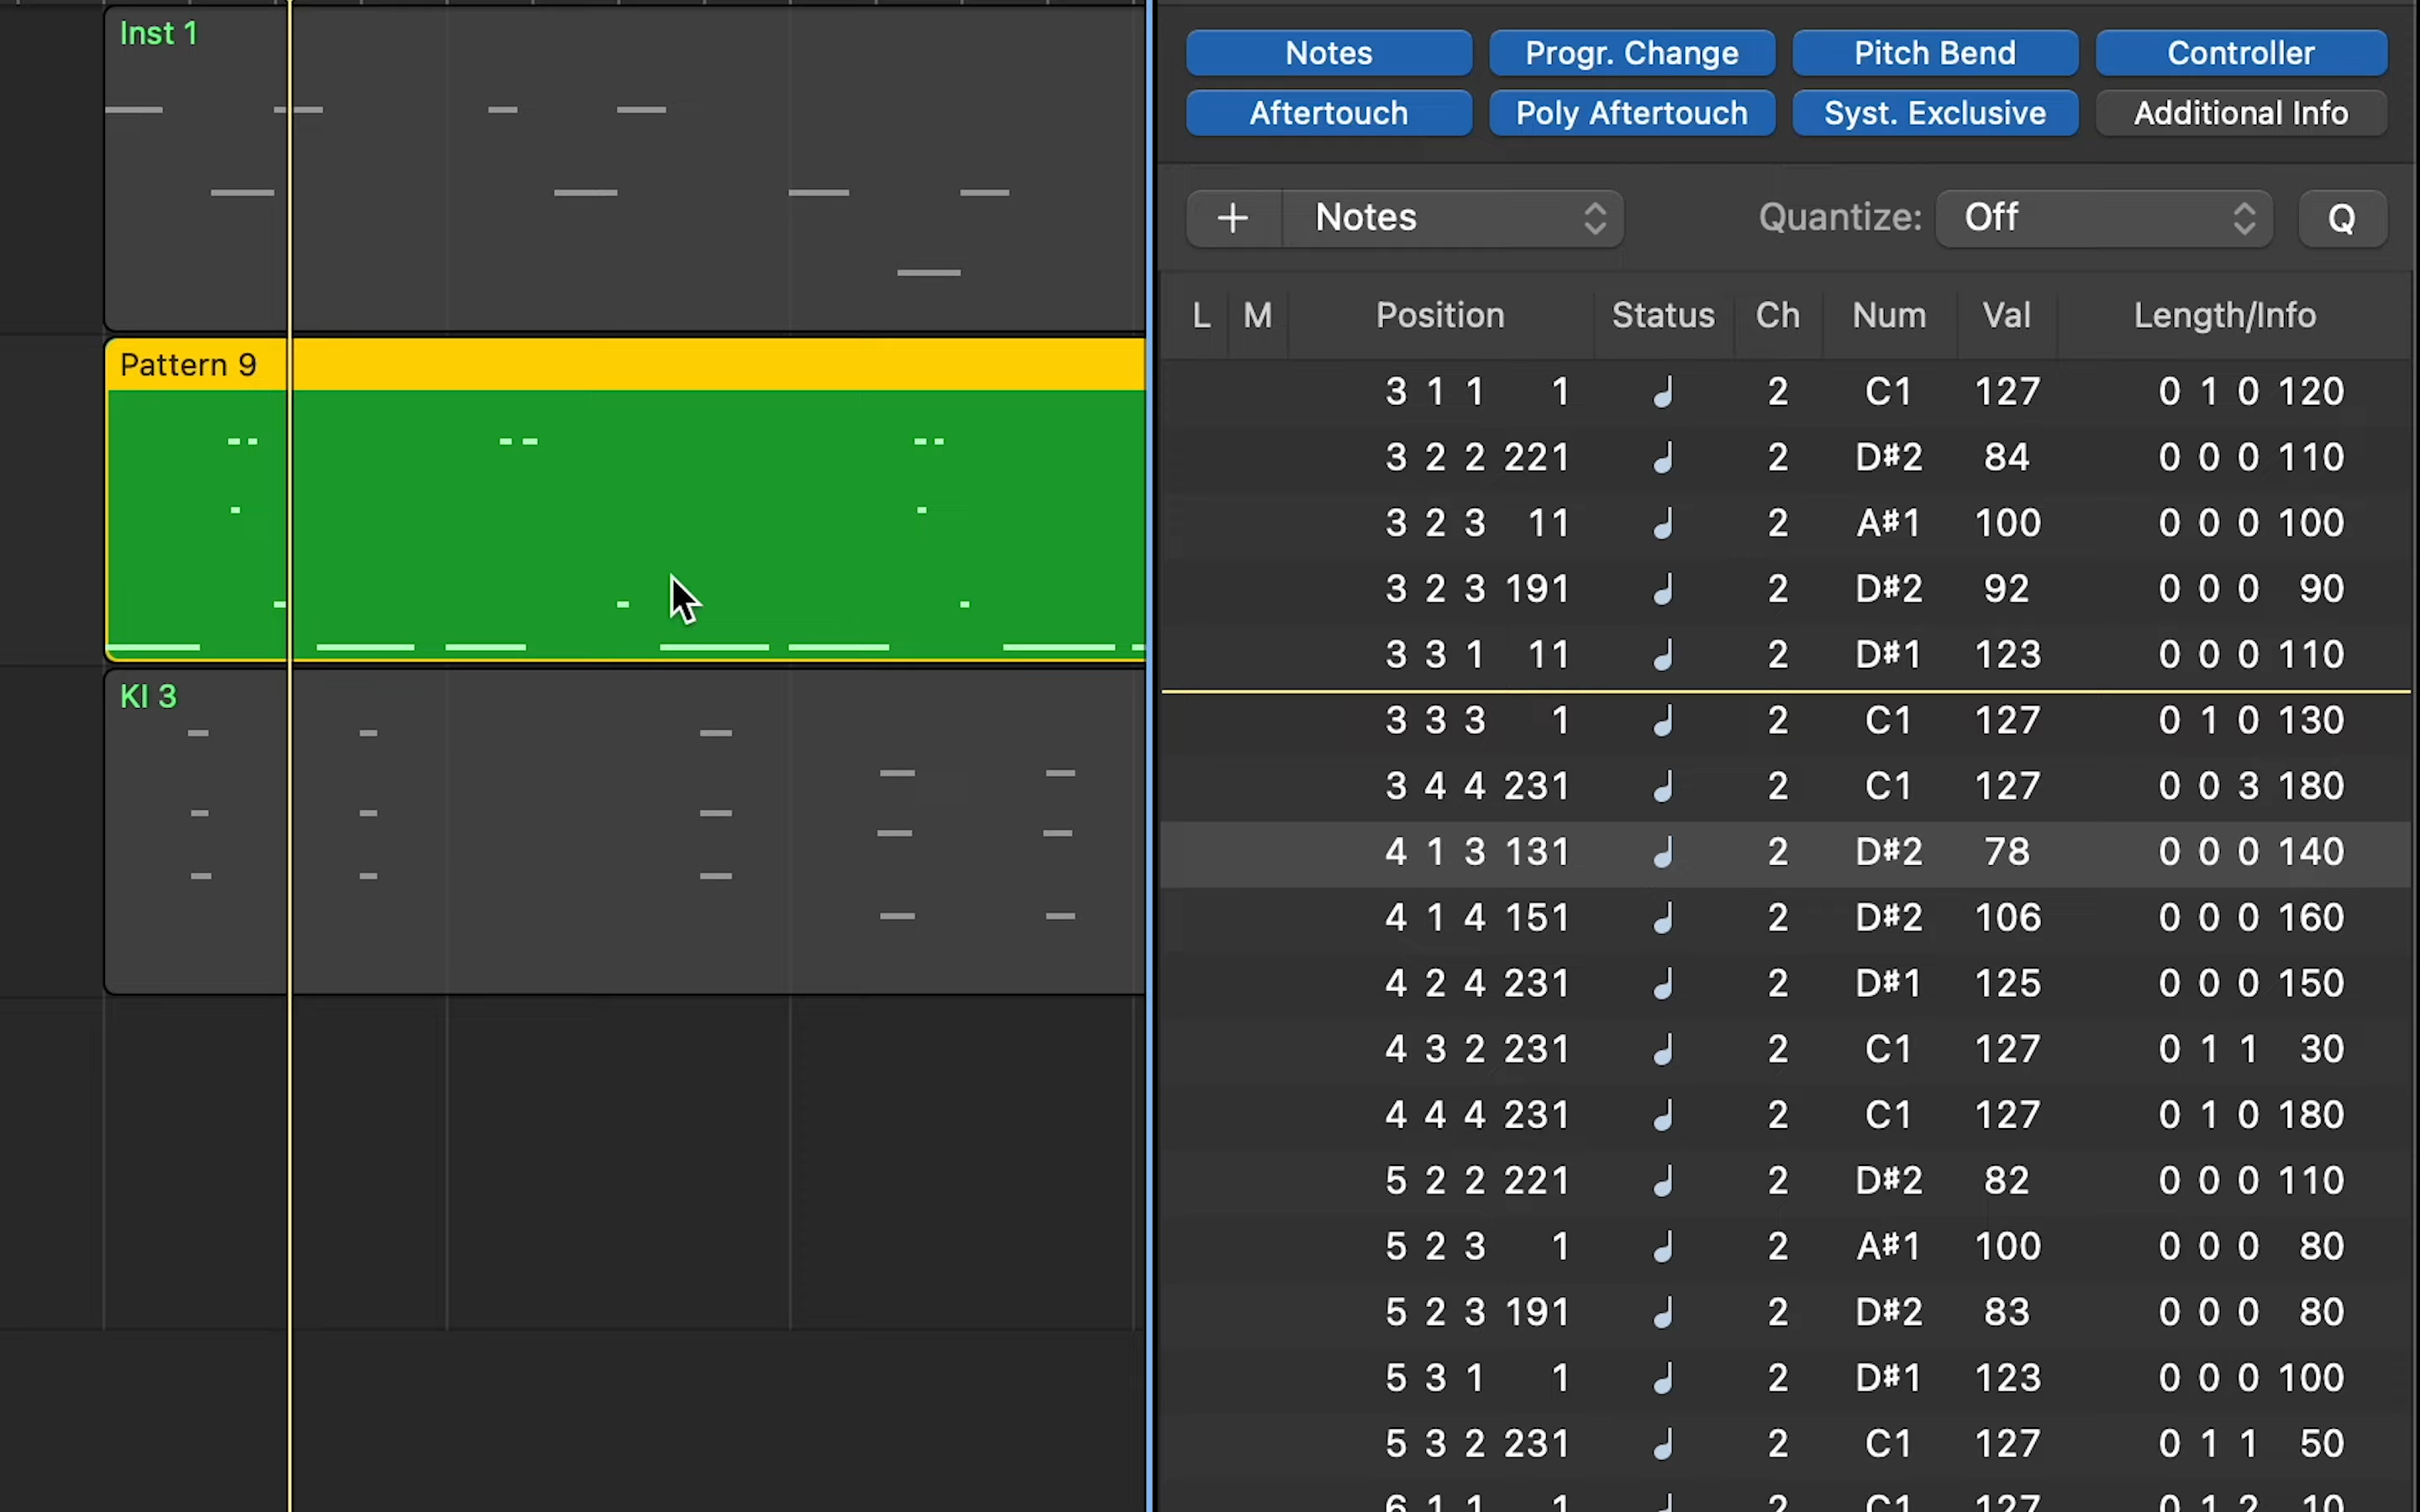 Inst 1
Pattern 9
KI 3
Notes Progr. Change Pitch Bend Controller
Aftertouch Poly Aftertouch Syst. Exclusive Additional Info
+ Notes Quantize: Off Q
L M Position Status Ch Num Val Length/Info
3 1 1 1 2 C1 127 0 1 0 120
3 2 2 221 2 D#2 84 0 0 0 110
3 2 3 11 2 A#1 100 0 0 0 100
3 2 3 191 2 D#2 92 0 0 0 90
3 3 1 11 2 D#1 123 0 0 0 110
3 3 3 1 2 C1 127 0 1 0 130
3 4 4 231 2 C1 127 0 0 3 180
4 1 3 131 2 D#2 78 0 0 0 140
4 1 4 151 2 D#2 106 0 0 0 160
4 2 4 231 2 D#1 125 0 0 0 150
4 3 2 231 2 C1 127 0 1 1 30
4 4 4 231 2 C1 127 0 1 0 180
5 2 2 221 2 D#2 82 0 0 0 110
5 2 3 1 2 A#1 100 0 0 0 80
5 2 3 191 2 D#2 83 0 0 0 80
5 3 1 1 2 D#1 123 0 0 0 100
5 3 2 231 2 C1 127 0 1 1 50
6 1 1 1 2 C1 127 0 1 2 10